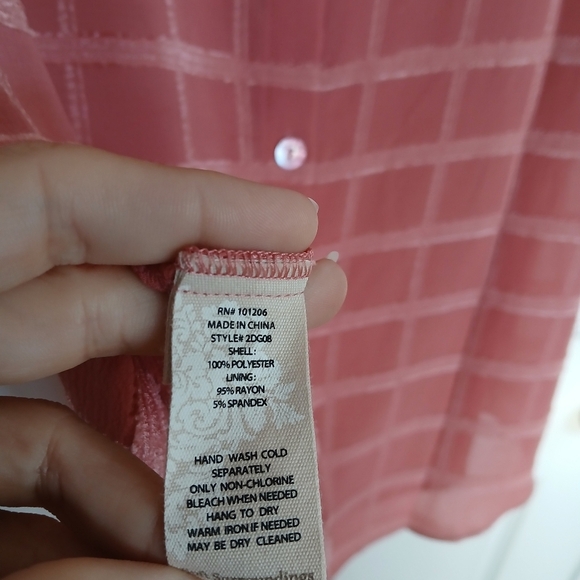 RN# 101206
MADE IN CHINA
STYLE# 2DG08
SHELL:
100% POLYESTER
LINING:
95% RAYON
5% SPANDEX
HAND WASH COLD
SEPARATELY
ONLY NON-CHLORINE
BLEACH WHEN NEEDED
HANG TO DRY
WARM IRON IF NEEDED
MAY BE DRY CLEANED
Surroundings